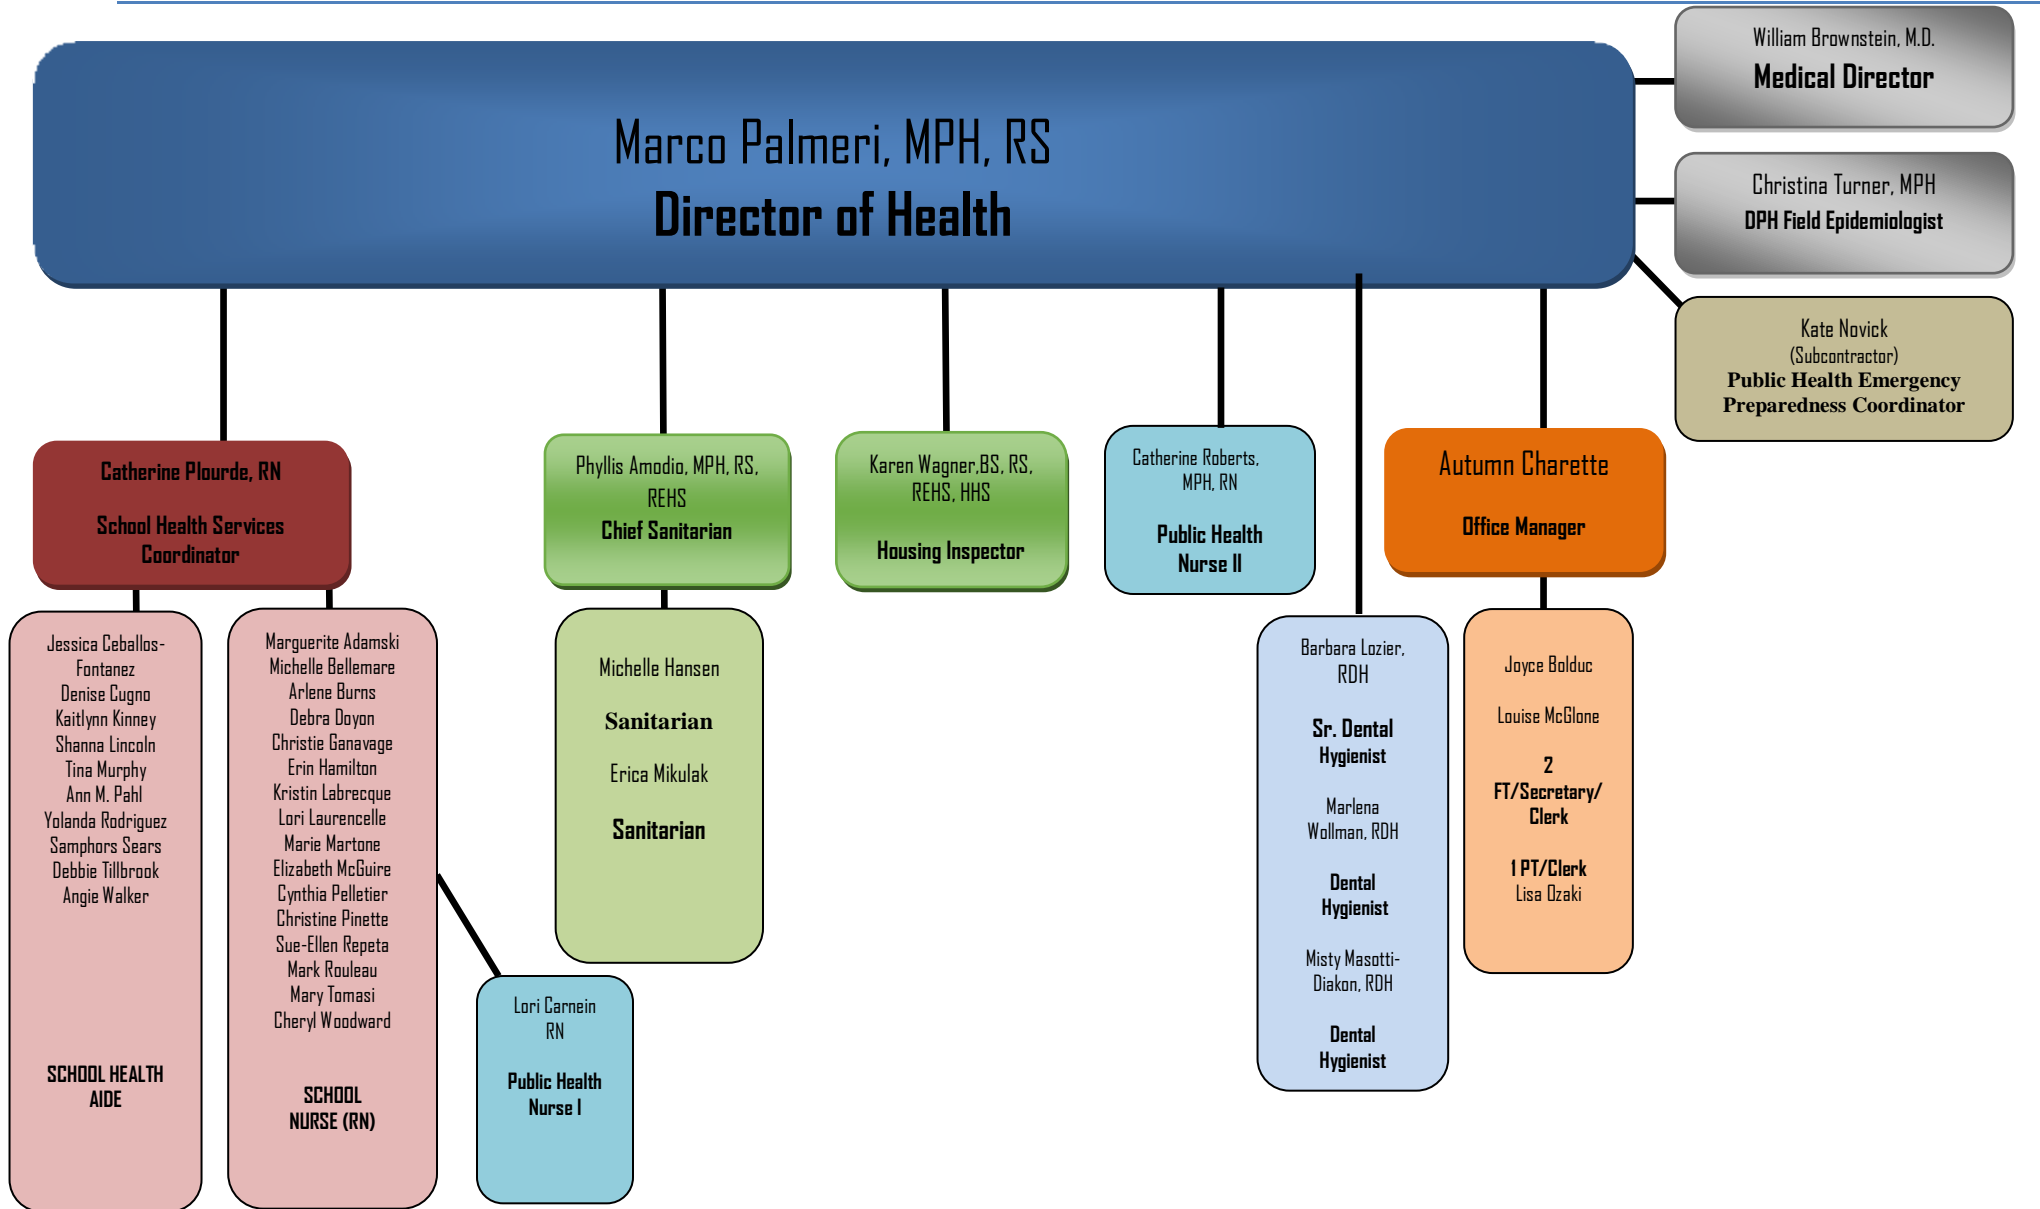 William Brownstein, M.D.
Medical Director
Marco Palmeri, MPH, RS
Director of Health
Christina Turner, MPH
DPH Field Epidemiologist
Kate Novick
(Subcontractor)
Public Health Emergency
Preparedness Coordinator
Catherine Plourde, RN
School Health Services
Coordinator
Phyllis Amodio, MPH, RS,
REHS
Chief Sanitarian
Karen Wagner,BS, RS,
REHS, HHS
Housing Inspector
Catherine Roberts,
MPH, RN
Public Health
Nurse II
Autumn Charette
Office Manager
Jessica Ceballos-
Fontanez
Denise Cugno
Kaitlynn Kinney
Shanna Lincoln
Tina Murphy
Ann M. Pahl
Yolanda Rodriguez
Samphors Sears
Debbie Tillbrook
Angie Walker
SCHOOL HEALTH
AIDE
Marguerite Adamski
Michelle Bellemare
Arlene Burns
Debra Doyon
Christie Ganavage
Erin Hamilton
Kristin Labrecque
Lori Laurencelle
Marie Martone
Elizabeth McGuire
Cynthia Pelletier
Christine Pinette
Sue-Ellen Repeta
Mark Rouleau
Mary Tomasi
Cheryl Woodward
SCHOOL
NURSE (RN)
Lori Carnein
RN
Public Health
Nurse I
Michelle Hansen
Sanitarian
Erica Mikulak
Sanitarian
Barbara Lozier,
RDH
Sr. Dental
Hygienist
Marlena
Wollman, RDH
Dental
Hygienist
Misty Masotti-
Diakon, RDH
Dental
Hygienist
Joyce Bolduc
Louise McGlone
2
FT/Secretary/
Clerk
1 PT/Clerk
Lisa Ozaki